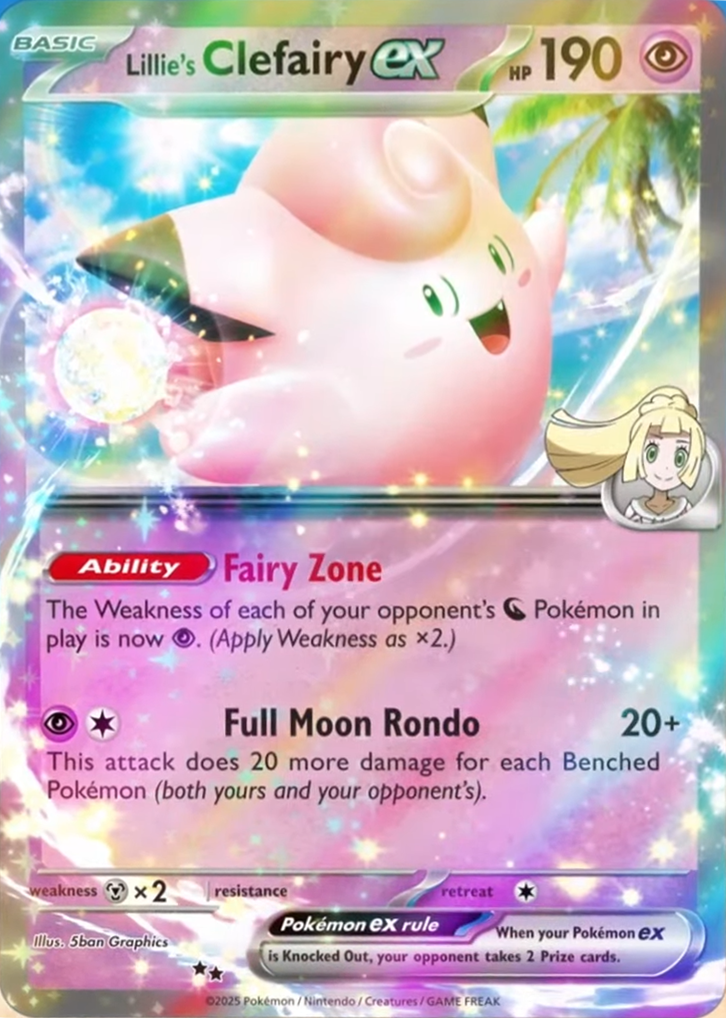 BASIC
Lillie's Clefairy ex HP 190
Ability Fairy Zone
The Weakness of each of your opponent's Pokémon in
play is now . (Apply Weakness as ×2.)
Full Moon Rondo 20+
This attack does 20 more damage for each Benched
Pokémon (both yours and your opponent's).
weakness ×2 resistance retreat
Illus. 5ban Graphics
Pokémon ex rule
When your Pokémon ex
is Knocked Out, your opponent takes 2 Prize cards.
©2025 Pokémon / Nintendo / Creatures / GAME FREAK